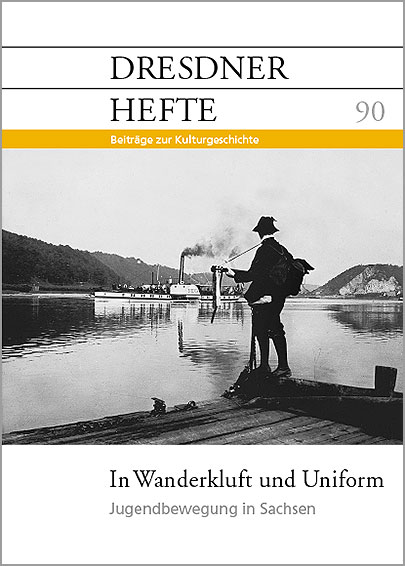 DRESDNER
HEFTE 90
Beiträge zur Kulturgeschichte
In Wanderkluft und Uniform
Jugendbewegung in Sachsen